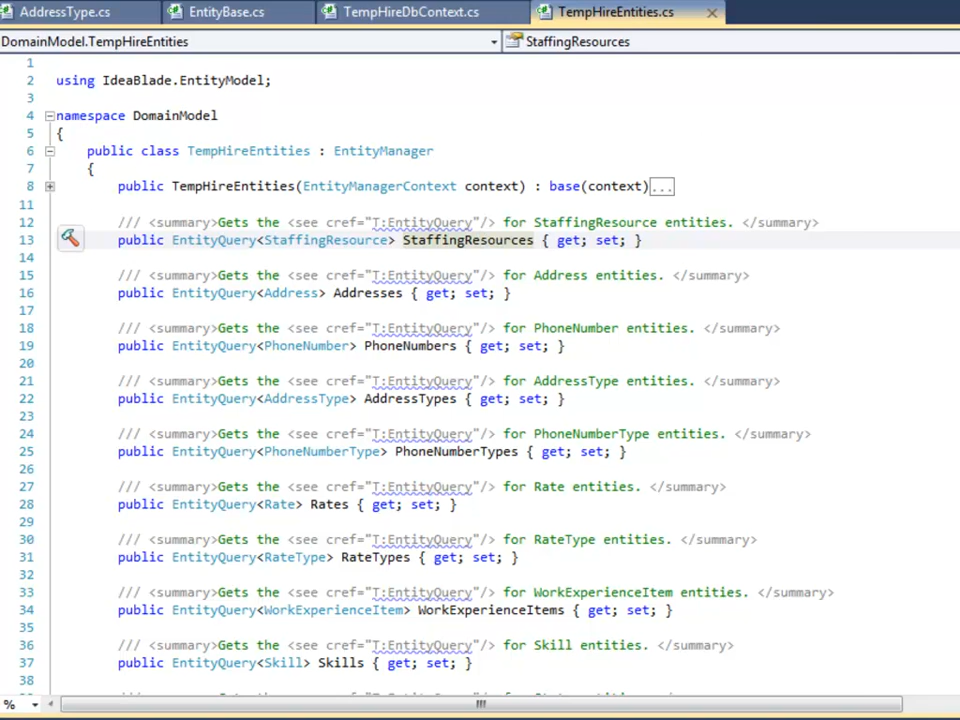 AddressType.cs EntityBase.cs TempHireDbContext.cs TempHireEntities.cs
DomainModel.TempHireEntities StaffingResources
1
2 using IdeaBlade.EntityModel;
3
4 namespace DomainModel
5 {
6 public class TempHireEntities : EntityManager
7 {
8 public TempHireEntities(EntityManagerContext context) : base(context)...
11
12 /// <summary>Gets the <see cref="T:EntityQuery"/> for StaffingResource entities. </summary>
13 public EntityQuery<StaffingResource> StaffingResources { get; set; }
14
15 /// <summary>Gets the <see cref="T:EntityQuery"/> for Address entities. </summary>
16 public EntityQuery<Address> Addresses { get; set; }
17
18 /// <summary>Gets the <see cref="T:EntityQuery"/> for PhoneNumber entities. </summary>
19 public EntityQuery<PhoneNumber> PhoneNumbers { get; set; }
20
21 /// <summary>Gets the <see cref="T:EntityQuery"/> for AddressType entities. </summary>
22 public EntityQuery<AddressType> AddressTypes { get; set; }
23
24 /// <summary>Gets the <see cref="T:EntityQuery"/> for PhoneNumberType entities. </summary>
25 public EntityQuery<PhoneNumberType> PhoneNumberTypes { get; set; }
26
27 /// <summary>Gets the <see cref="T:EntityQuery"/> for Rate entities. </summary>
28 public EntityQuery<Rate> Rates { get; set; }
29
30 /// <summary>Gets the <see cref="T:EntityQuery"/> for RateType entities. </summary>
31 public EntityQuery<RateType> RateTypes { get; set; }
32
33 /// <summary>Gets the <see cref="T:EntityQuery"/> for WorkExperienceItem entities. </summary>
34 public EntityQuery<WorkExperienceItem> WorkExperienceItems { get; set; }
35
36 /// <summary>Gets the <see cref="T:EntityQuery"/> for Skill entities. </summary>
37 public EntityQuery<Skill> Skills { get; set; }
38
%